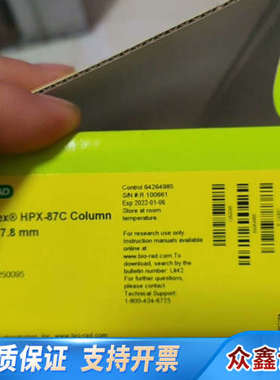 AD
ex® HPX-87C Column
7.8 mm
250095
Control 64264985
S/N # R 100661
Exp 2022-01-06
Store at room
temperature
For research use only.
Instruction manuals available
online at
www.bio-rad.com. To
download, search by the
bulletin number: LI42
For further questions,
Technical Support:
1-800-424-6723
质保证 支持开票
众鑫